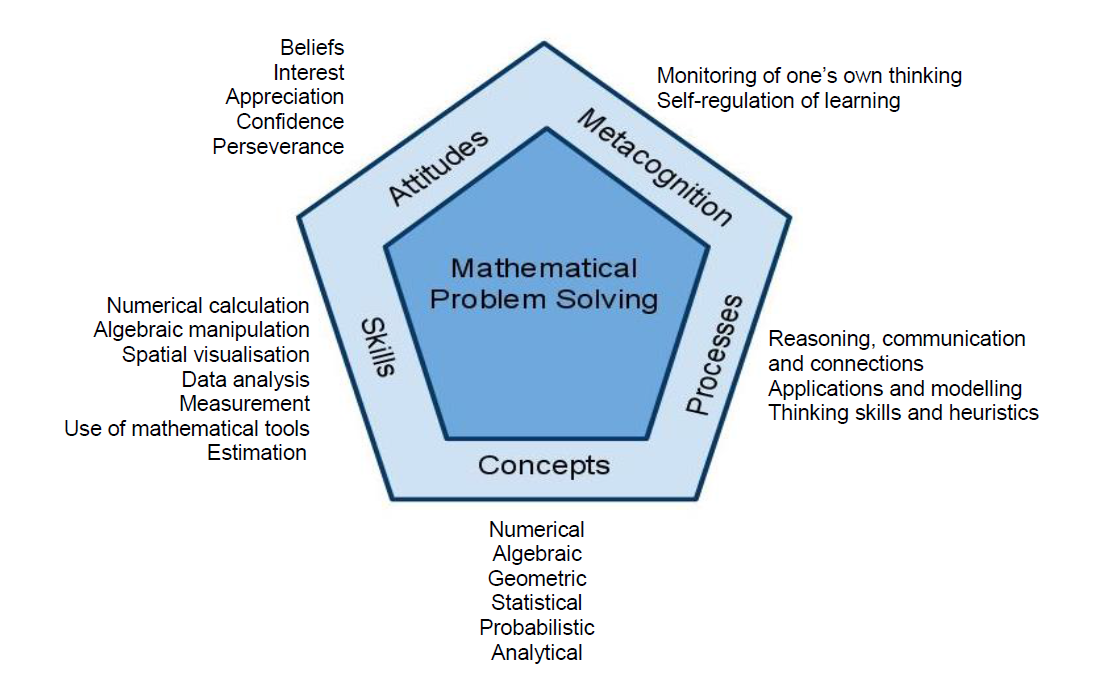 Beliefs
Interest
Appreciation
Confidence
Perseverance
Monitoring of one's own thinking
Self-regulation of learning
Attitudes
Metacognition
Mathematical
Problem Solving
Numerical calculation
Algebraic manipulation
Spatial visualisation
Data analysis
Measurement
Use of mathematical tools
Estimation
Skills
Processes
Reasoning, communication
and connections
Applications and modelling
Thinking skills and heuristics
Concepts
Numerical
Algebraic
Geometric
Statistical
Probabilistic
Analytical